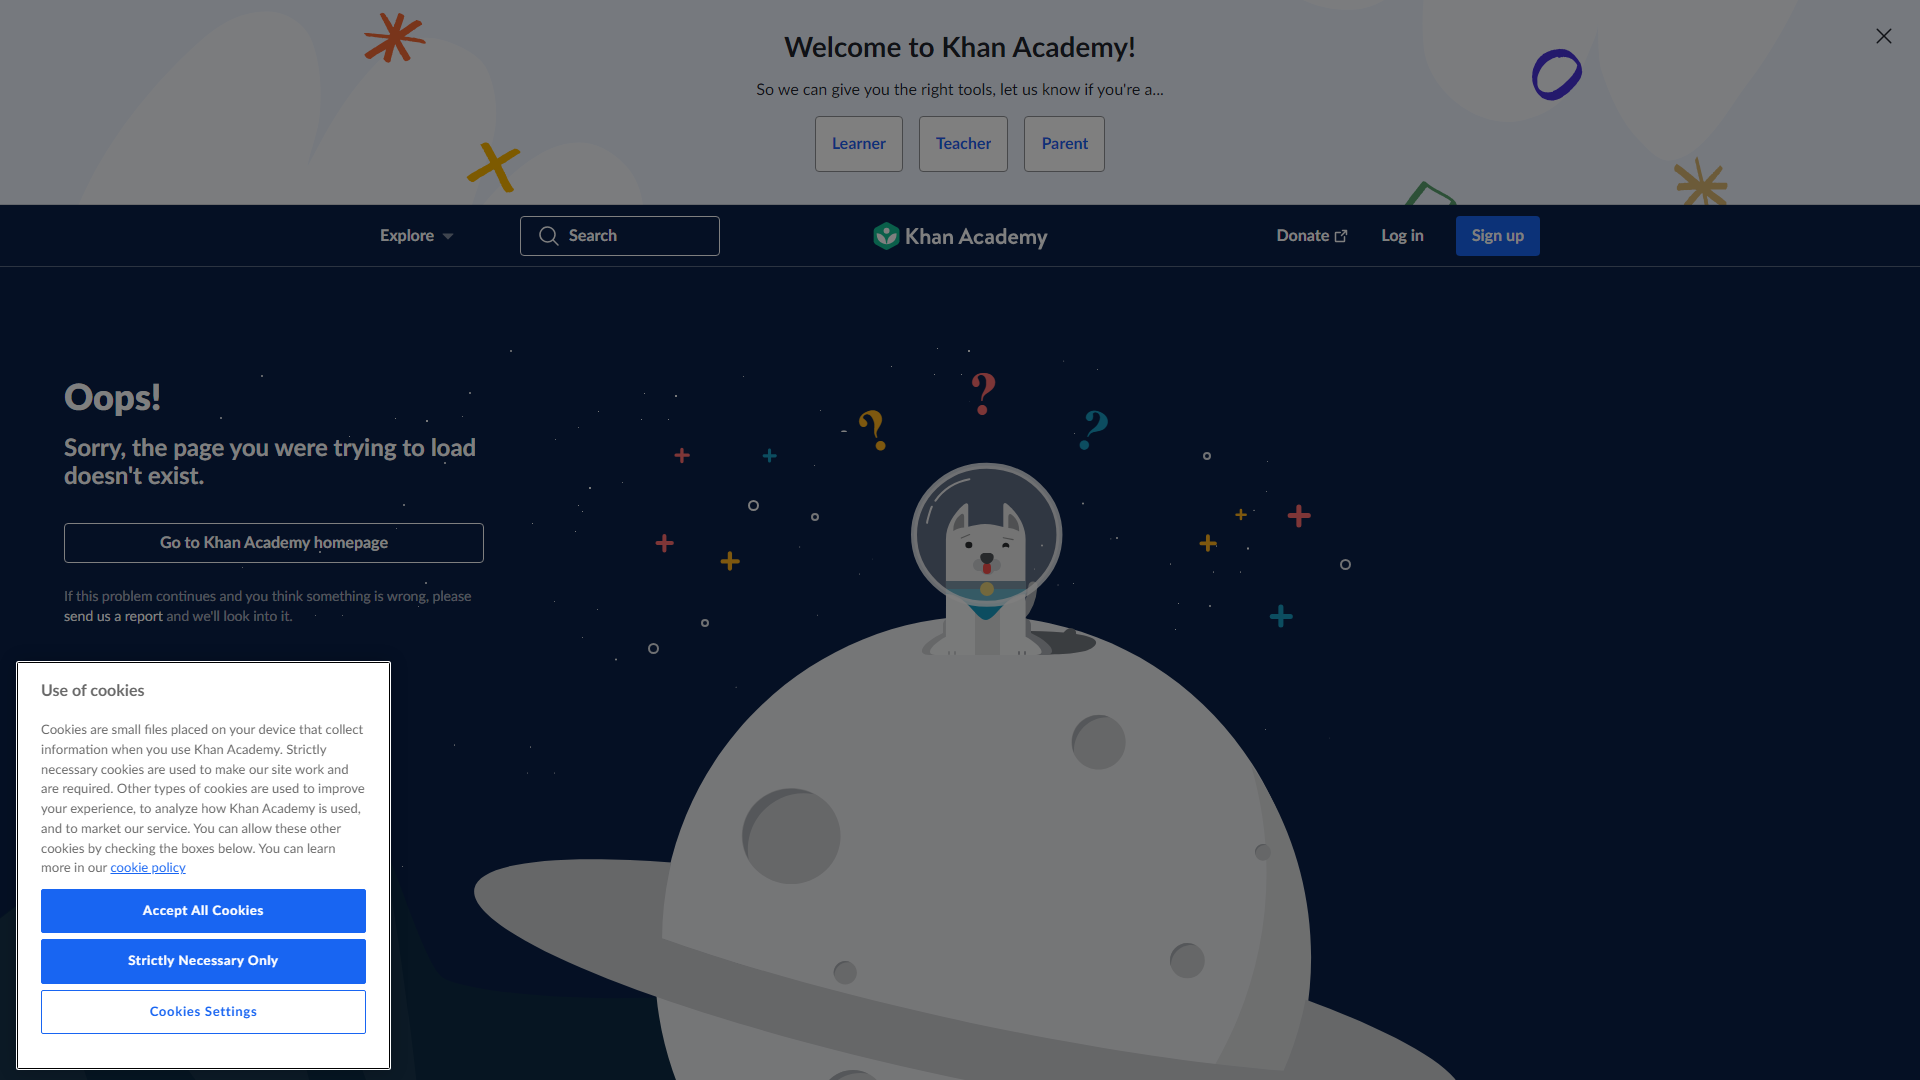 Welcome to Khan Academy!
So we can give you the right tools, let us know if you're a...
Learner
Teacher
Parent
Explore
Search
Khan Academy
Donate
Log in
Sign up
?
?
?
Oops!
Sorry, the page you were trying to load
doesn't exist.
Go to Khan Academy homepage
If this problem continues and you think something is wrong, please
send us a report and we'll look into it.
Use of cookies
Cookies are small files placed on your device that collect
information when you use Khan Academy. Strictly
necessary cookies are used to make our site work and
are required. Other types of cookies are used to improve
your experience, to analyze how Khan Academy is used,
and to market our service. You can allow these other
cookies by checking the boxes below. You can learn
more in our cookie policy
Accept All Cookies
Strictly Necessary Only
Cookies Settings